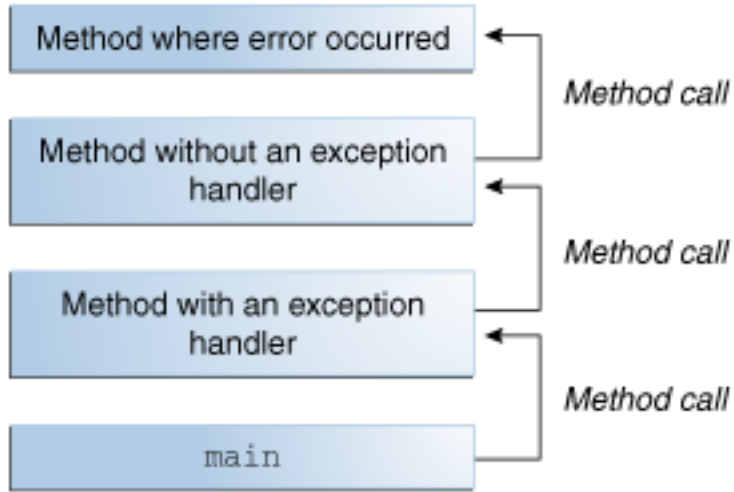 Method where error occurred
Method call
Method without an exception
handler
Method call
Method with an exception
handler
Method call
main